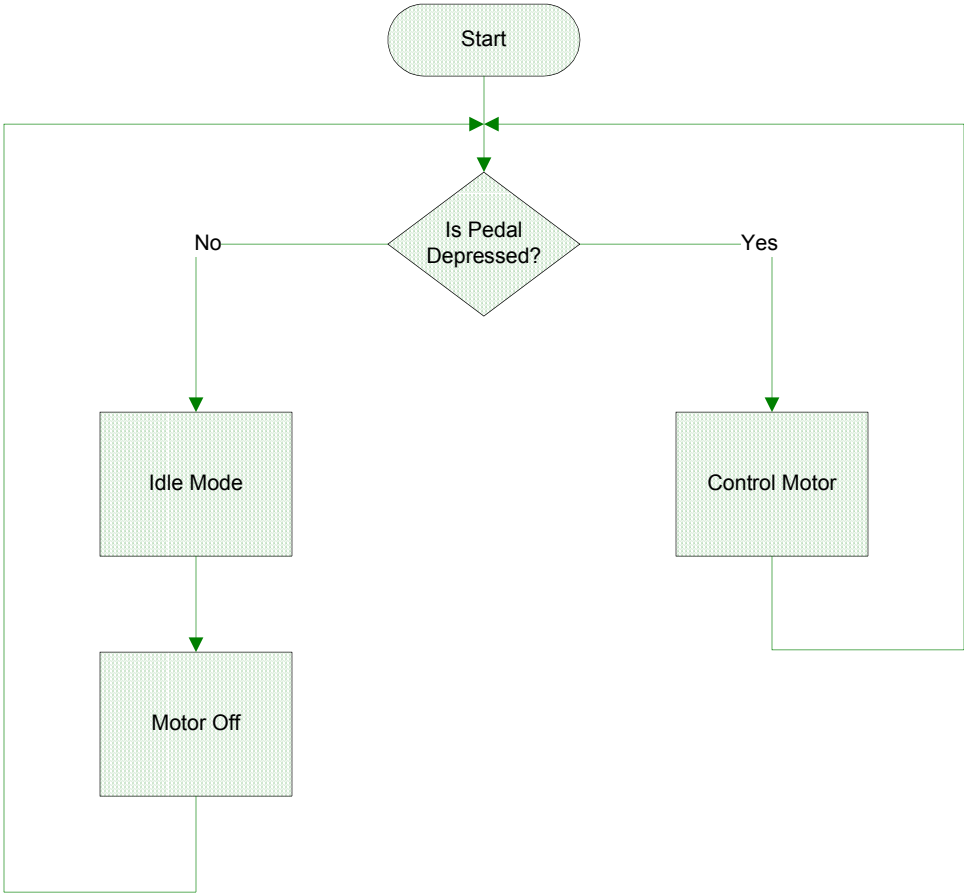 Start
Is Pedal
Depressed?
No
Yes
Idle Mode
Control Motor
Motor Off